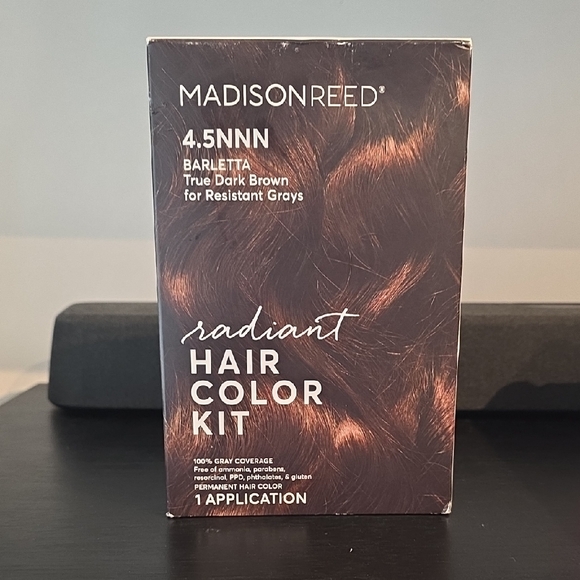 MADISONREED®
4.5NNN
BARLETTA
True Dark Brown
for Resistant Grays
radiant
HAIR
COLOR
KIT
100% GRAY COVERAGE
Free of ammonia, parabens,
resorcinol, PPD, phthalates, & gluten
PERMANENT HAIR COLOR
1 APPLICATION